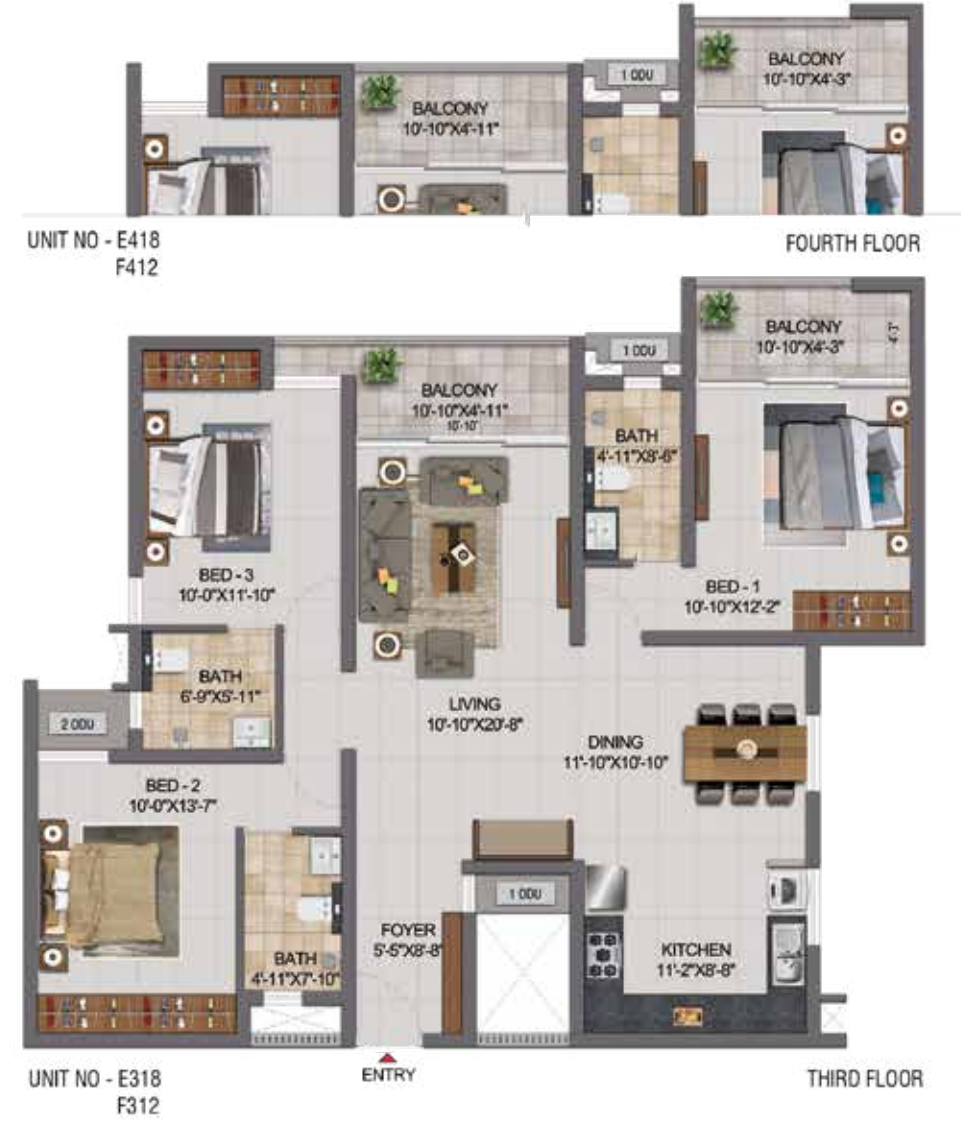 BALCONY
10'-10"X4'-3"
1 ODU
BALCONY
10'-10"X4'-11"
UNIT NO - E418
F412
FOURTH FLOOR
BALCONY
10'-10"X4'-3"
4'-3"
1 ODU
BALCONY
10'-10"X4'-11"
10'-10"
BATH
4'-11"X8'-6"
BED - 3
10'-0"X11'-10"
BED - 1
10'-10"X12'-2"
BATH
6'-9"X5'-11"
2 ODU
LIVING
10'-10"X20'-8"
DINING
11'-10"X10'-10"
BED - 2
10'-0"X13'-7"
1 ODU
FOYER
5'-5"X8'-8"
KITCHEN
11'-2"X8'-8"
BATH
4'-11"X7'-10"
ENTRY
UNIT NO - E318
F312
THIRD FLOOR